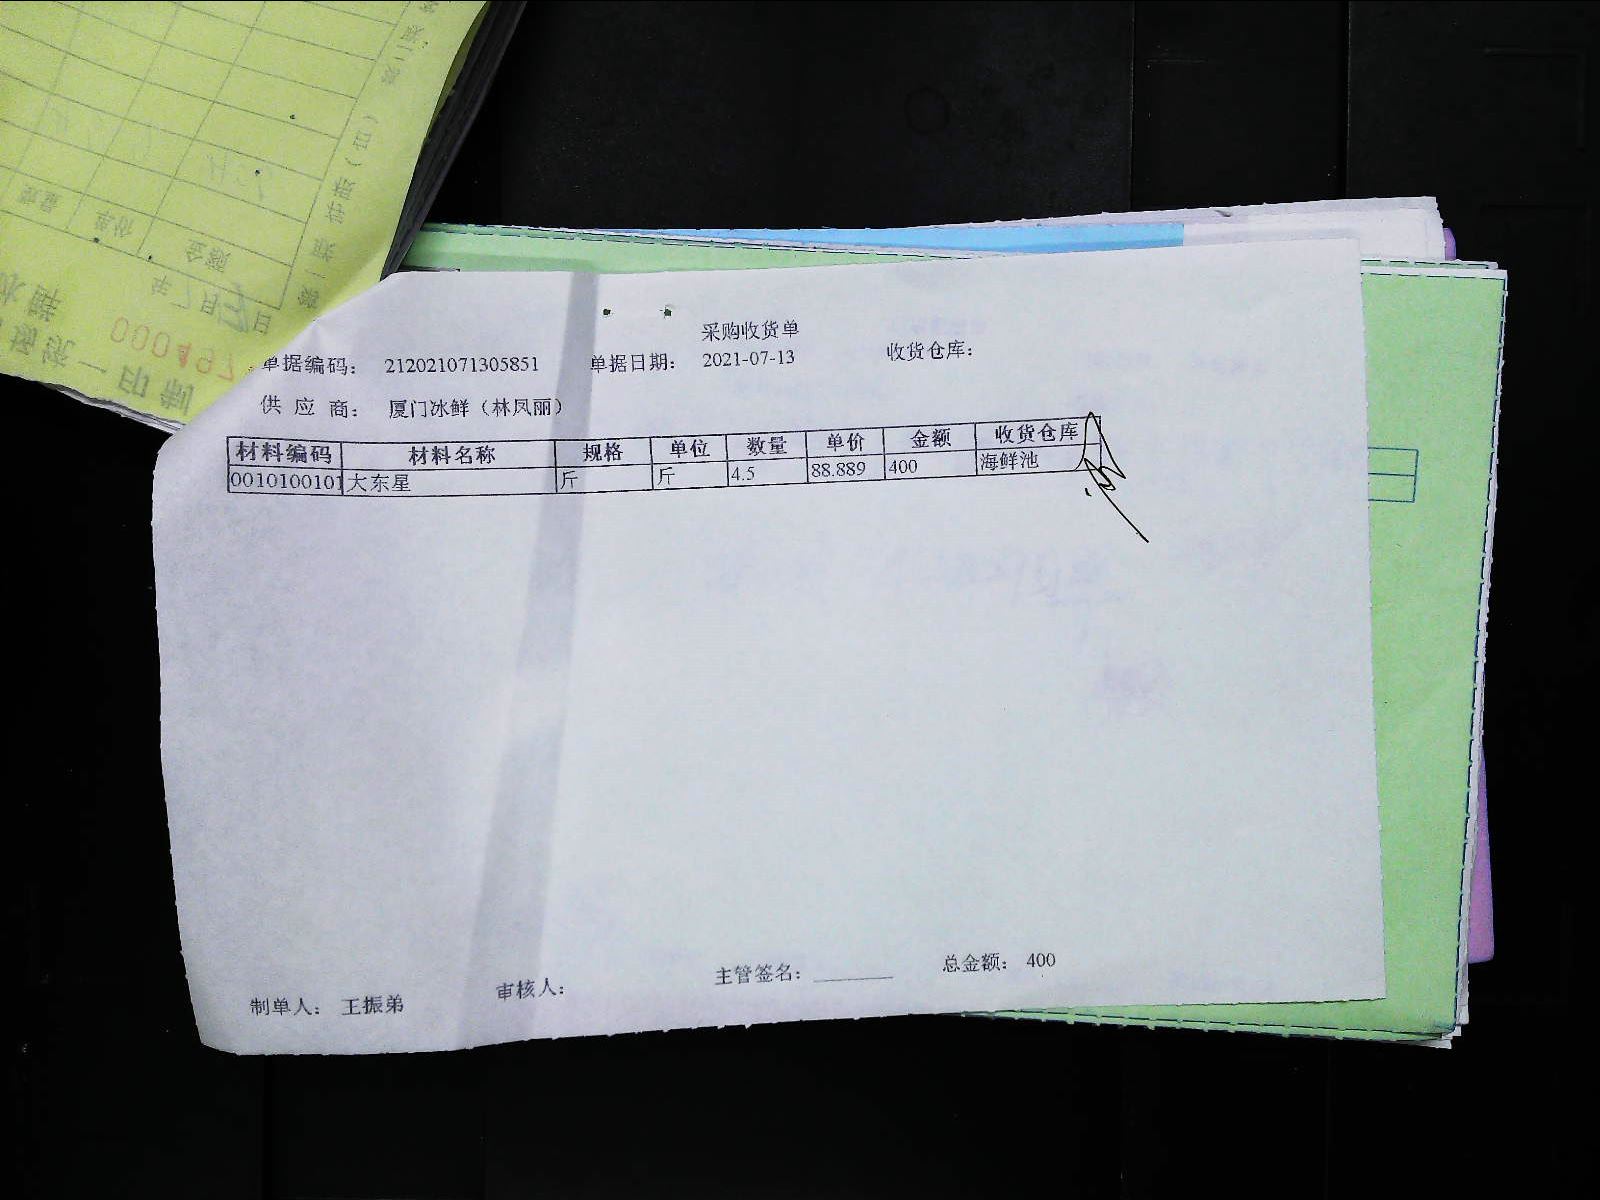 采购收货单
单据编码: 212021071305851 单据日期: 2021-07-13 收货仓库:
供 应 商: 厦门冰鲜（林凤丽）
材料编码 材料名称 规格 单位 数量 单价 金额 收货仓库
0010100101 大东星 斤 斤 4.5 88.889 400 海鲜池
制单人: 王振弟 审核人: 主管签名: ________ 总金额: 400